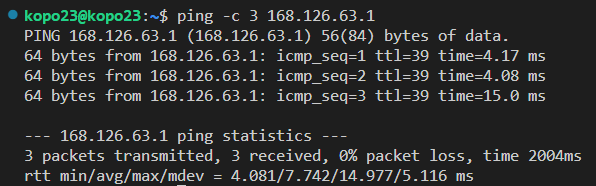 kopo23@kopo23:~$ ping -c 3 168.126.63.1
PING 168.126.63.1 (168.126.63.1) 56(84) bytes of data.
64 bytes from 168.126.63.1: icmp_seq=1 ttl=39 time=4.17 ms
64 bytes from 168.126.63.1: icmp_seq=2 ttl=39 time=4.08 ms
64 bytes from 168.126.63.1: icmp_seq=3 ttl=39 time=15.0 ms

--- 168.126.63.1 ping statistics ---
3 packets transmitted, 3 received, 0% packet loss, time 2004ms
rtt min/avg/max/mdev = 4.081/7.742/14.977/5.116 ms